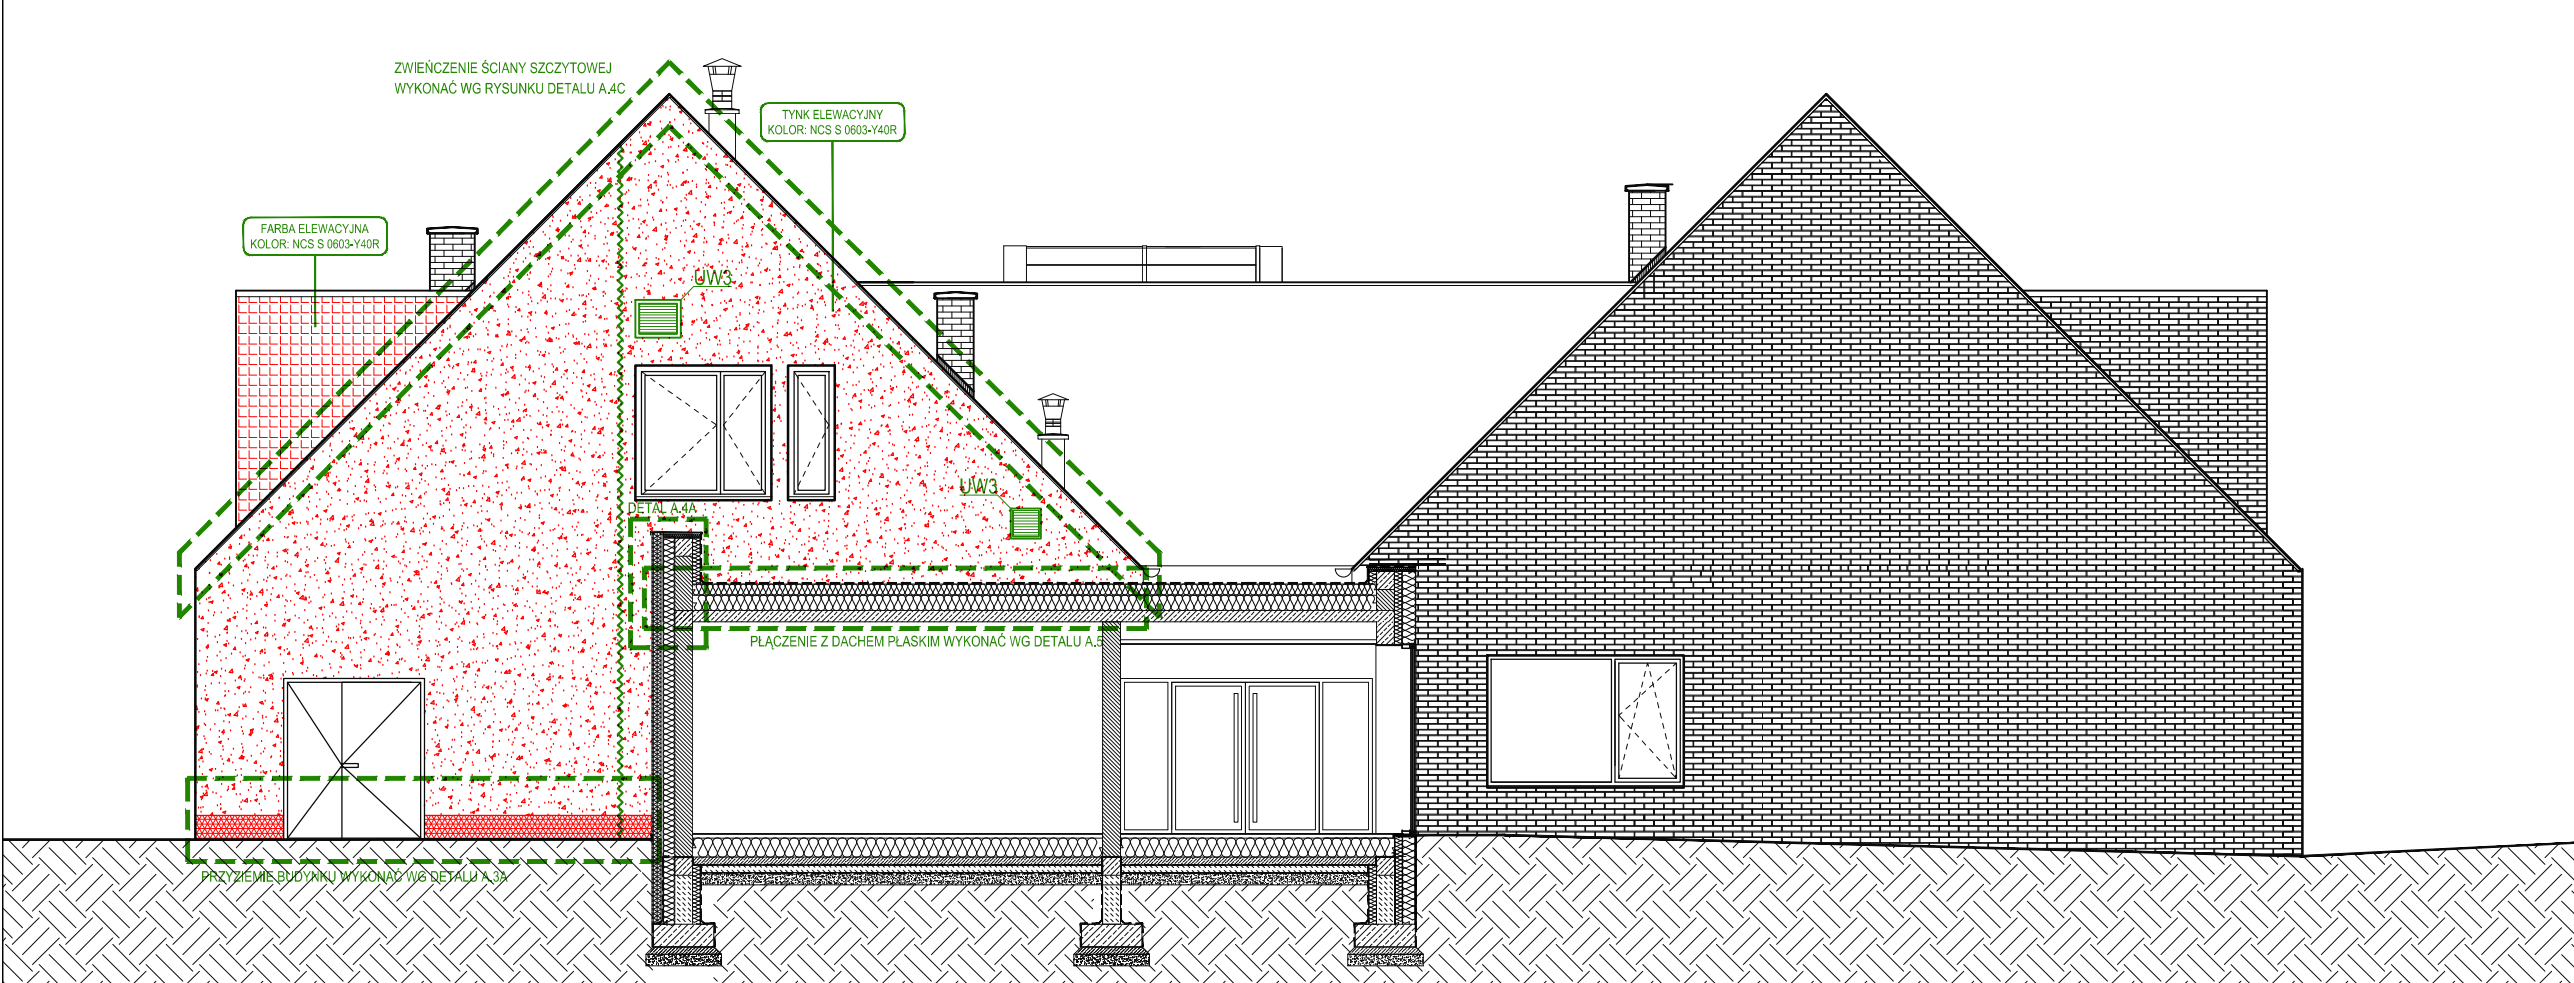 ZWIEŃCZENIE ŚCIANY SZCZYTOWEJ
WYKONAĆ WG RYSUNKU DETALU A.4C
TYNK ELEWACYJNY
KOLOR: NCS S 0603-Y40R
FARBA ELEWACYJNA
KOLOR: NCS S 0603-Y40R
UW3
UW3
DETAL A.4A
PŁĄCZENIE Z DACHEM PŁASKIM WYKONAĆ WG DETALU A.5
PRZYZIEMIE BUDYNKU WYKONAĆ WG DETALU A.3A